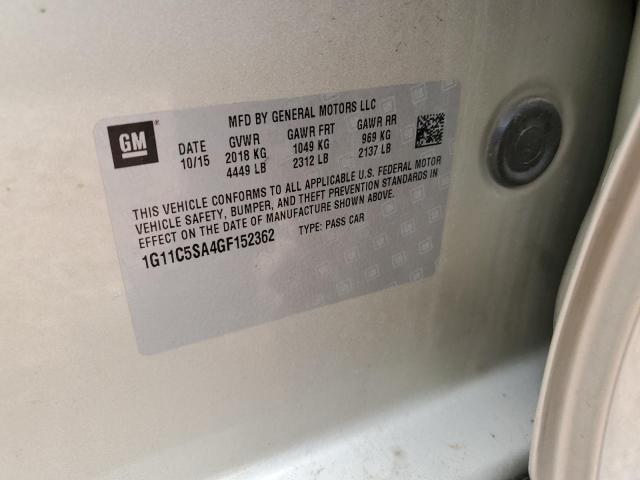 MFD BY GENERAL MOTORS LLC
GM ®
DATE GVWR GAWR FRT GAWR RR
10/15 2018 KG 1049 KG 969 KG
4449 LB 2312 LB 2137 LB
THIS VEHICLE CONFORMS TO ALL APPLICABLE U.S. FEDERAL MOTOR
VEHICLE SAFETY, BUMPER, AND THEFT PREVENTION STANDARDS IN
EFFECT ON THE DATE OF MANUFACTURE SHOWN ABOVE.
1G11C5SA4GF152362 TYPE: PASS CAR